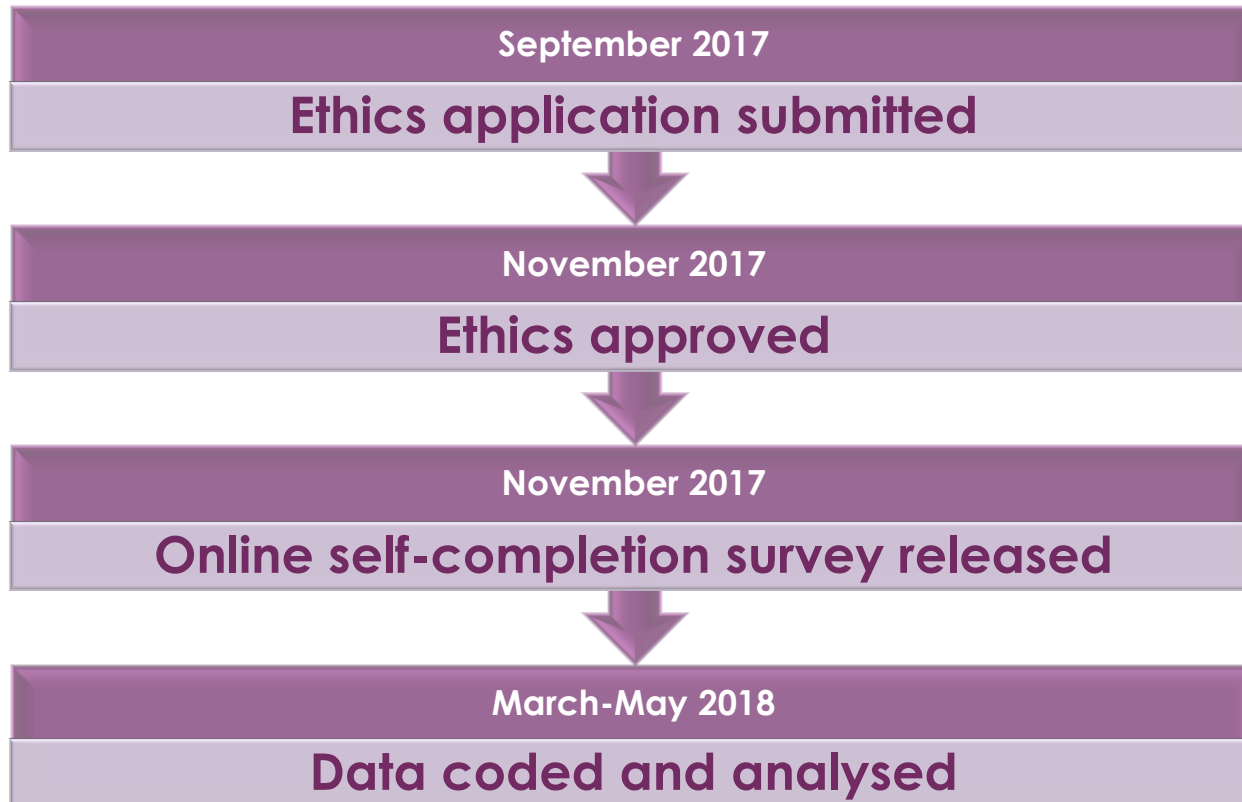 September 2017
Ethics application submitted
November 2017
Ethics approved
November 2017
Online self-completion survey released
March-May 2018
Data coded and analysed